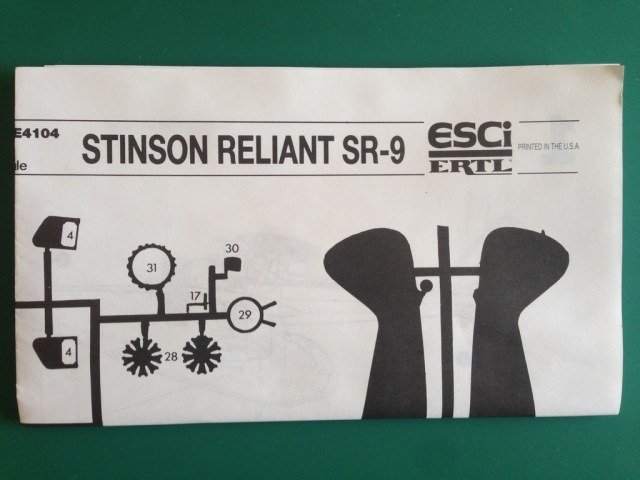 E4104
STINSON RELIANT SR-9
ESCi
ERTL
PRINTED IN THE U.S.A.
le
4
31
30
17
29
28
4